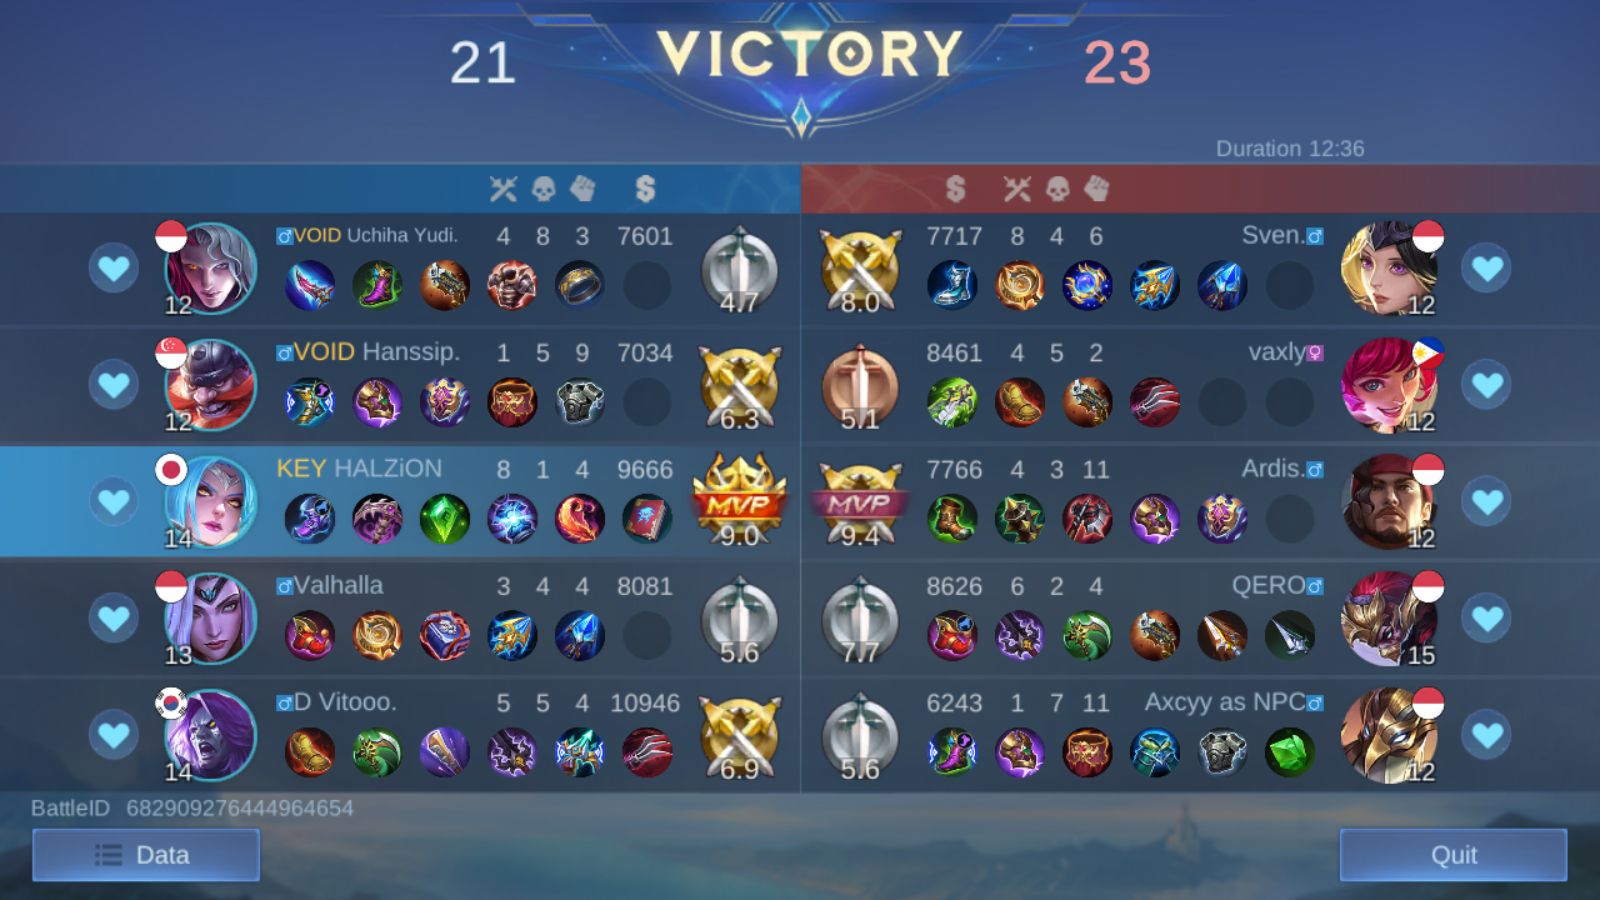 21 VICTORY 23
Duration 12:36
VOID Uchiha Yudi. 4 8 3 7601
12 4.7
7717 8 4 6 Sven.
8.0 12
VOID Hanssip. 1 5 9 7034
12 6.3
8461 4 5 2 vaxly
5.1 12
KEY HALZiON 8 1 4 9666
MVP
14 9.0
7766 4 3 11 Ardis.
MVP
9.4 12
Valhalla 3 4 4 8081
13 5.6
8626 6 2 4 QERO
7.7 15
D Vitooo. 5 5 4 10946
14 6.9
6243 1 7 11 Axcyy as NPC
5.6 12
BattleID 682909276444964654
Data
Quit